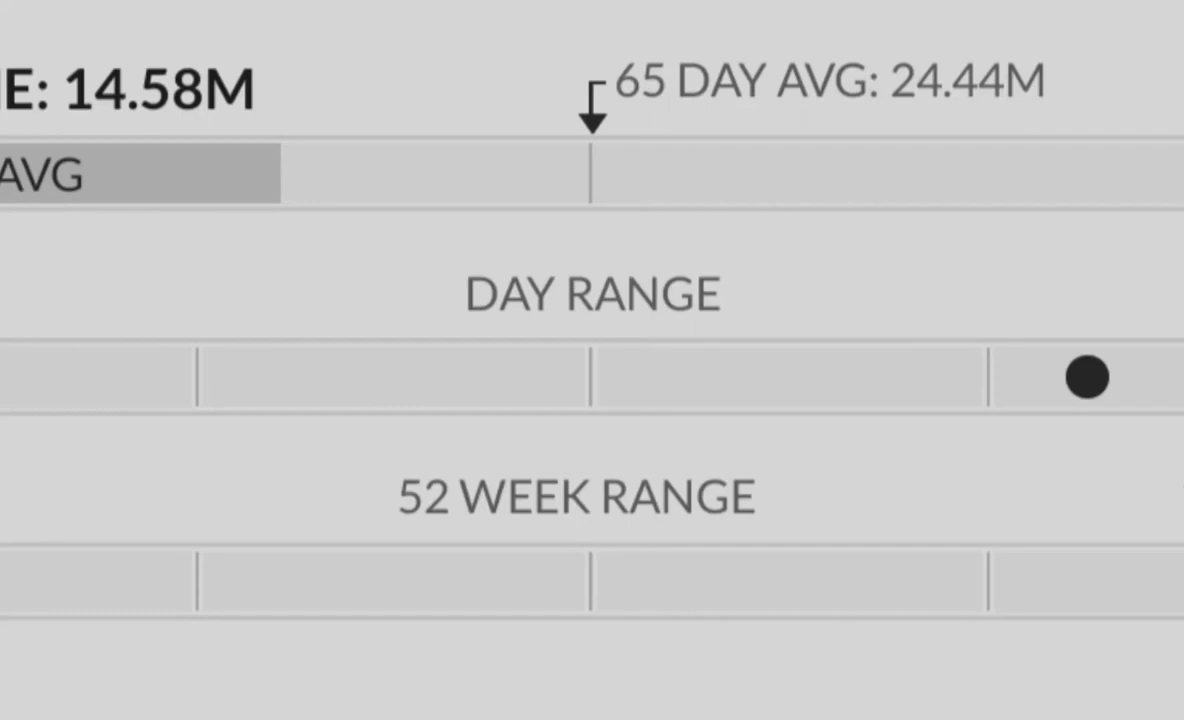 E: 14.58M
65 DAY AVG: 24.44M
AVG
DAY RANGE
52 WEEK RANGE